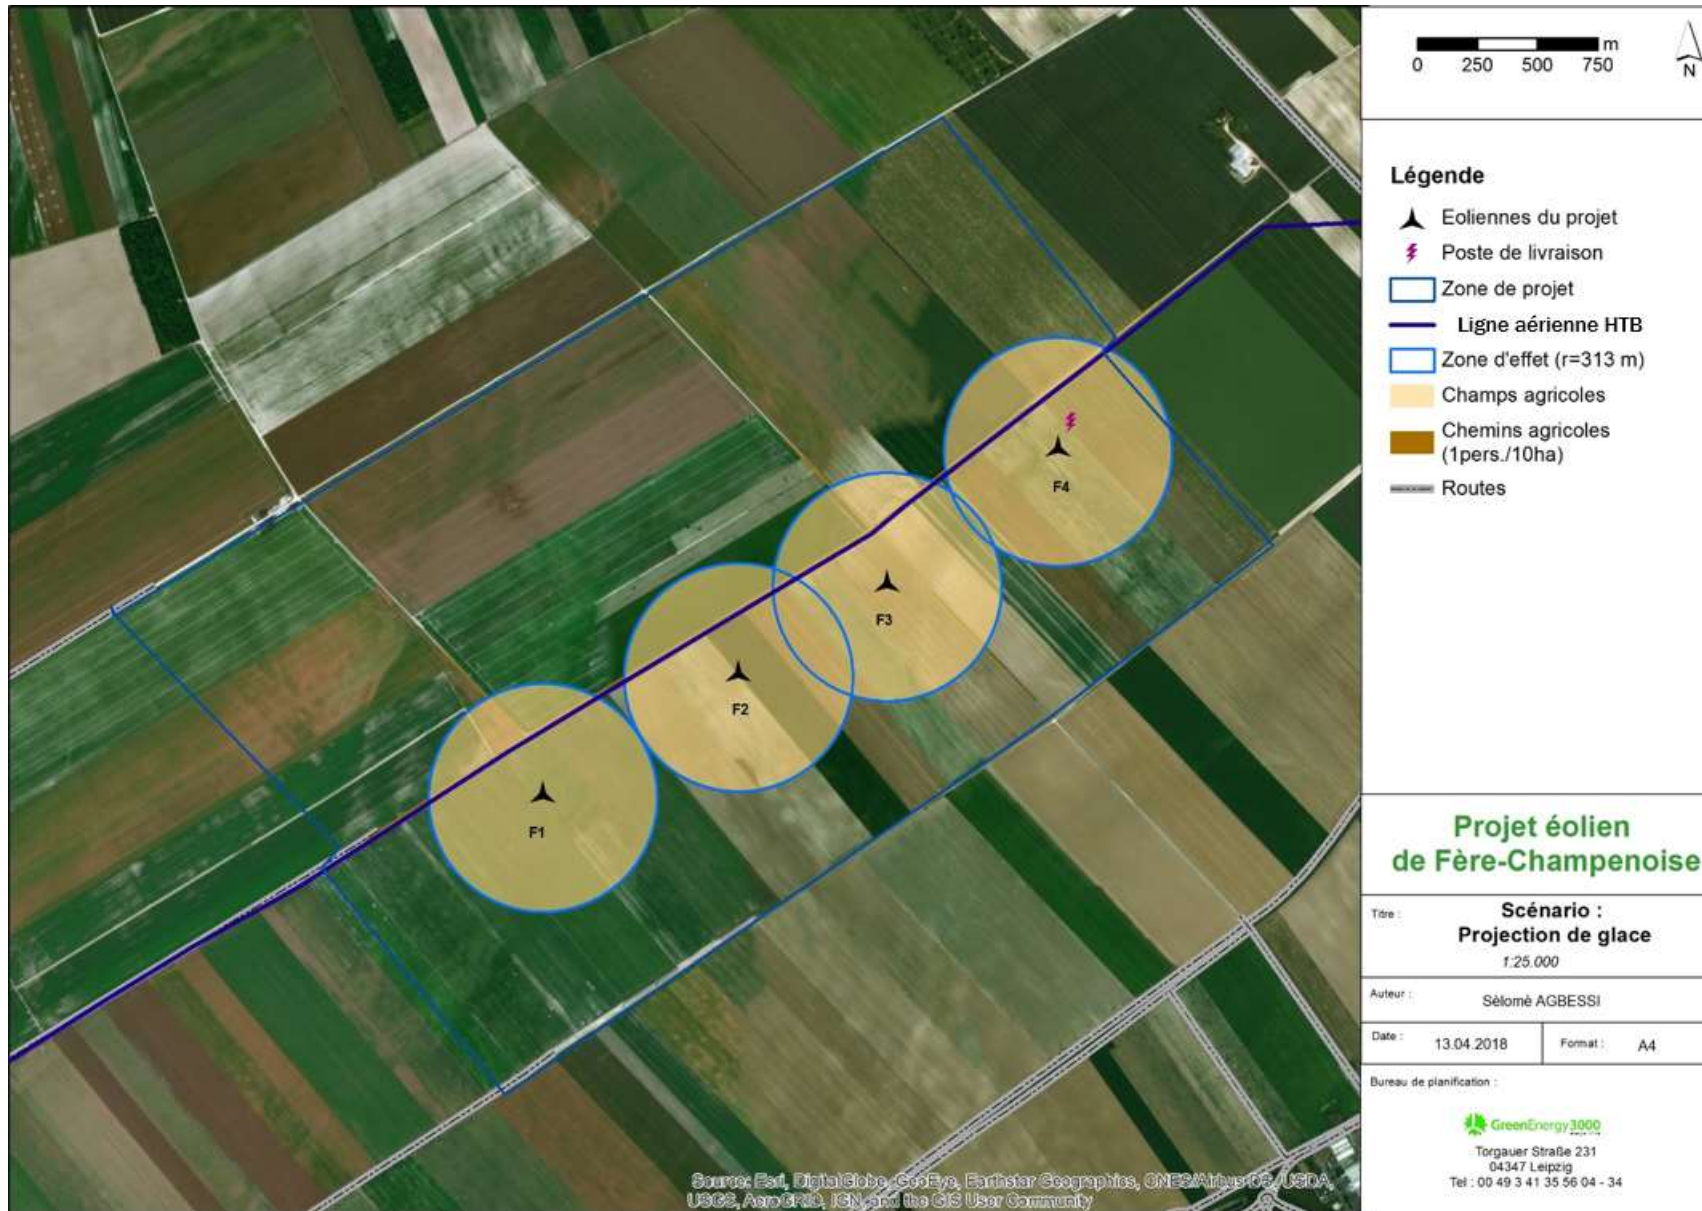 m
0 250 500 750
N
Légende
Eoliennes du projet
Poste de livraison
Zone de projet
Ligne aérienne HTB
Zone d'effet (r=313 m)
Champs agricoles
Chemins agricoles
(1pers./10ha)
Routes
F4
F3
F2
F1
Projet éolien
de Fère-Champenoise
Titre :
Scénario :
Projection de glace
1:25.000
Auteur :
Sèlomè AGBESSI
Date :
13.04.2018
Format :
A4
Bureau de planification :
GreenEnergy3000
Torgauer Straße 231
04347 Leipzig
Tel : 00 49 3 41 35 56 04 - 34
Source: Esri, DigitalGlobe, GeoEye, Earthstar Geographics, CNES/Airbus DS, USDA,
USGS, AeroGRID, IGN, and the GIS User Community